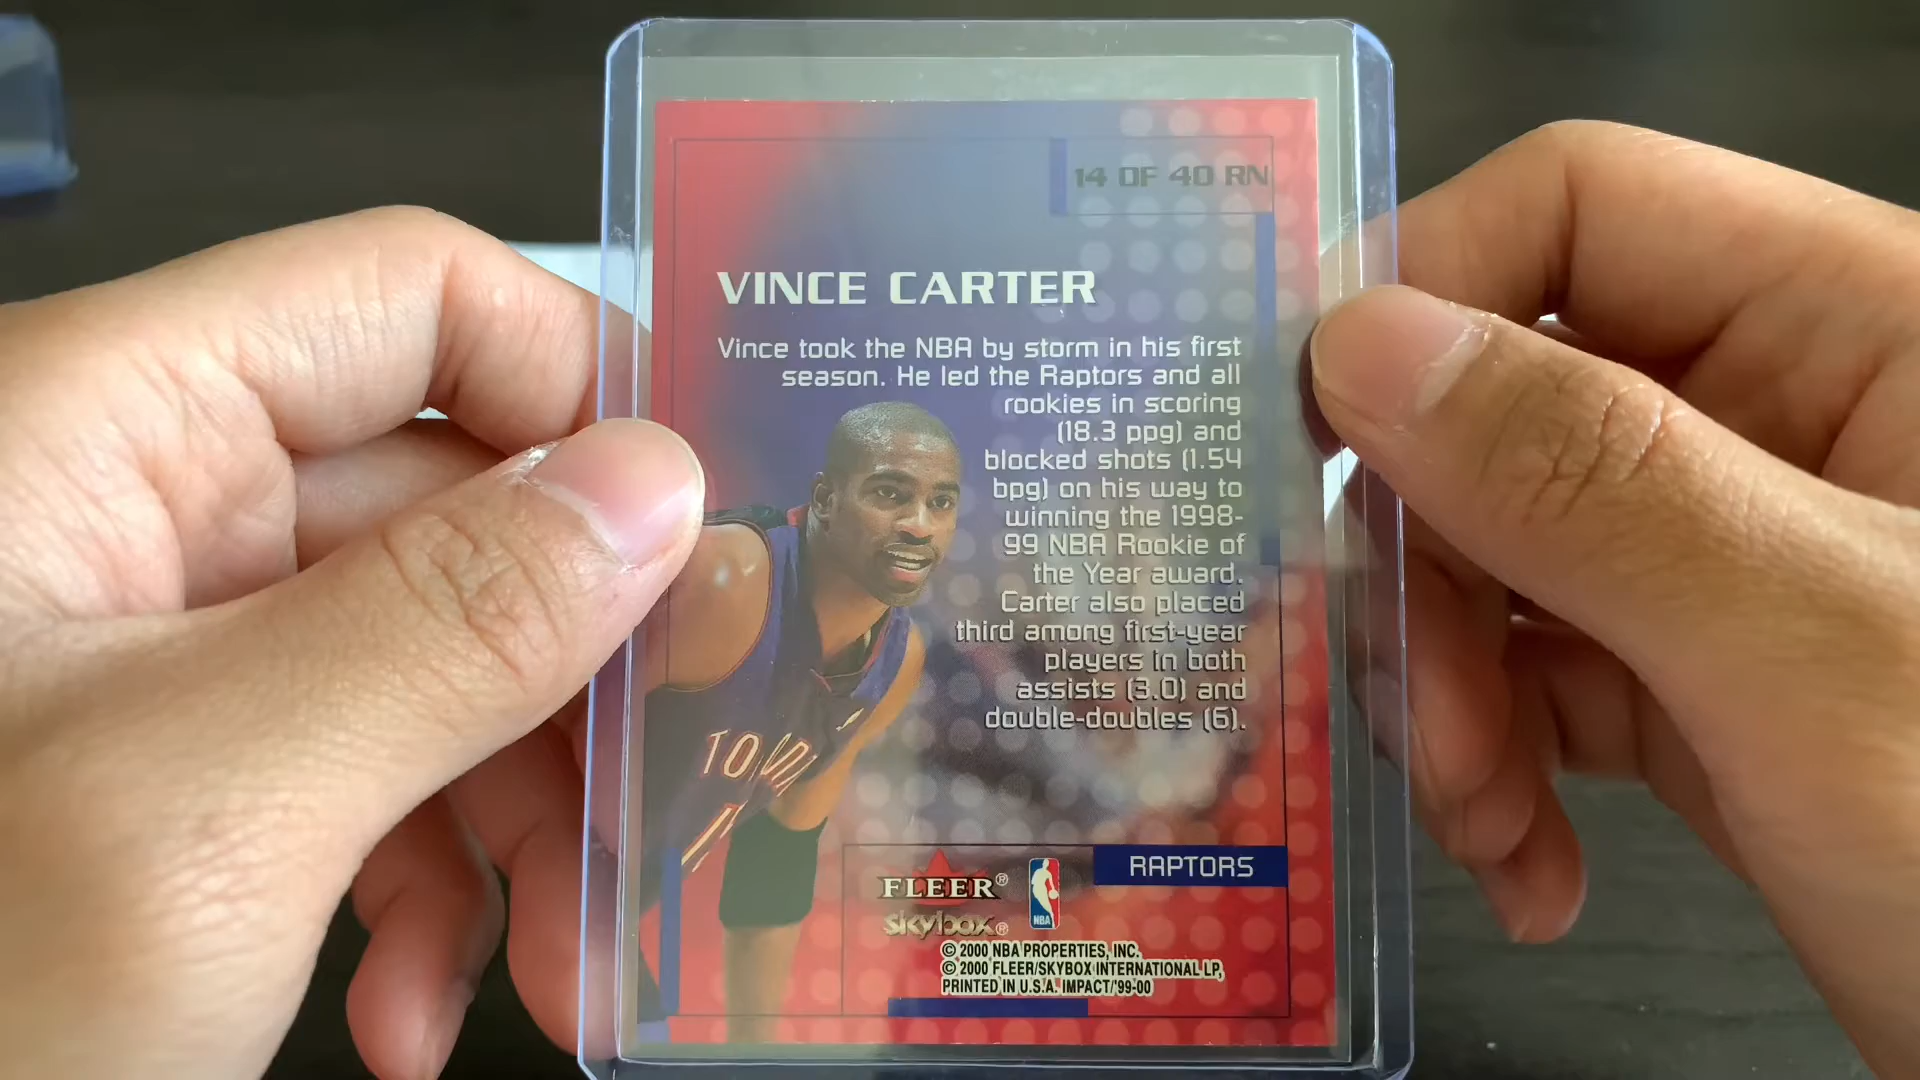 14 OF 40 RN
VINCE CARTER
Vince took the NBA by storm in his first
season. He led the Raptors and all
rookies in scoring
(18.3 ppg) and
blocked shots (1.54
bpg) on his way to
winning the 1998-
99 NBA Rookie of
the Year award.
Carter also placed
third among first-year
players in both
assists (3.0) and
double-doubles (6).
RAPTORS
FLEER®
skybox®
NBA
© 2000 NBA PROPERTIES, INC.
© 2000 FLEER/SKYBOX INTERNATIONAL LP,
PRINTED IN U.S.A. IMPACT/'99-00